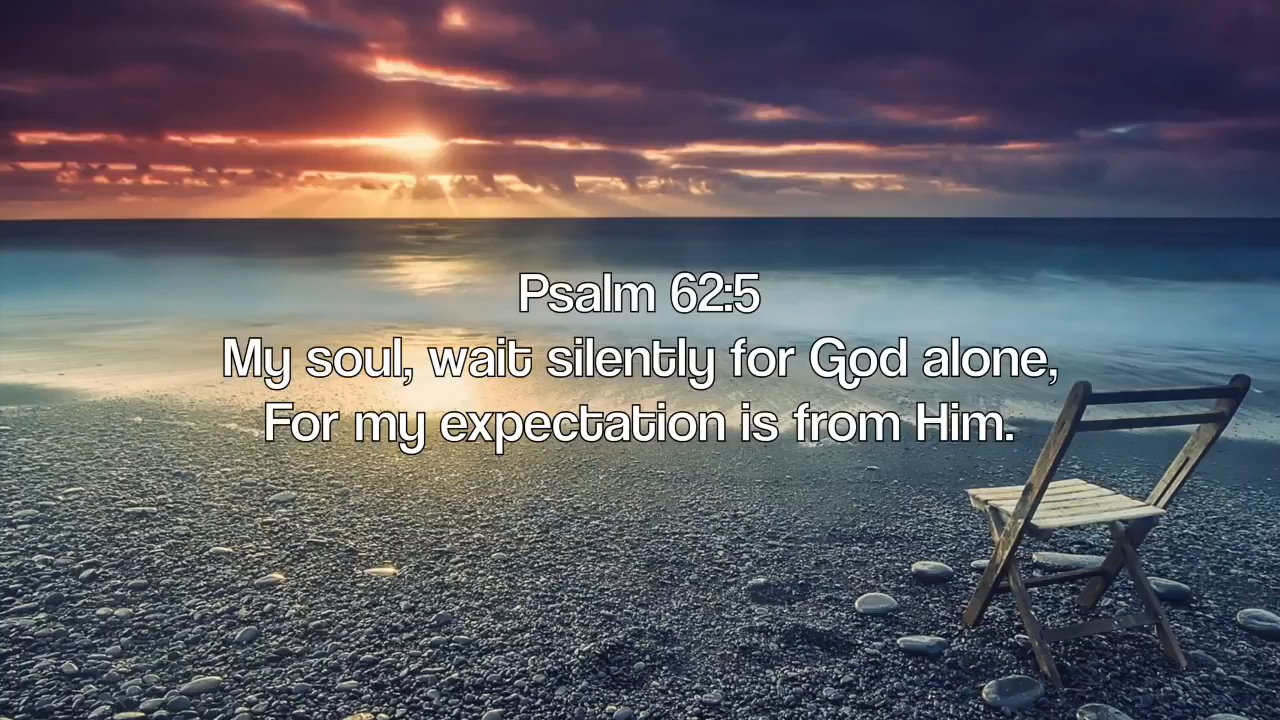 Psalm 62:5
My soul, wait silently for God alone,
For my expectation is from Him.